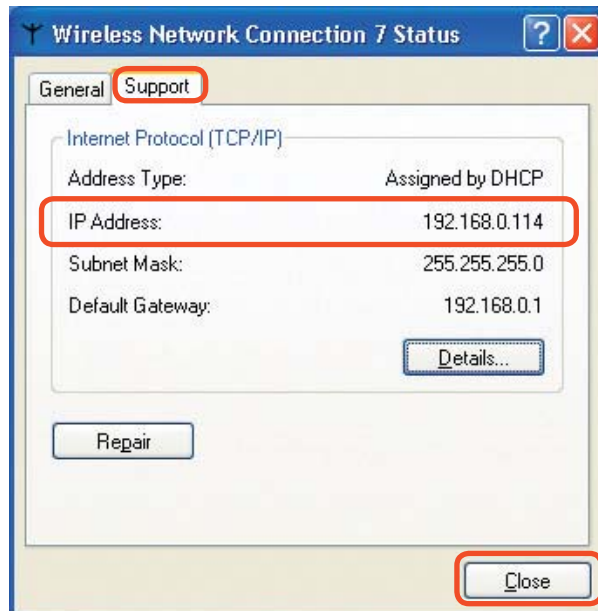 Wireless Network Connection 7 Status
General Support
Internet Protocol (TCP/IP)
Address Type: Assigned by DHCP
IP Address: 192.168.0.114
Subnet Mask: 255.255.255.0
Default Gateway: 192.168.0.1
Details...
Repair
Close